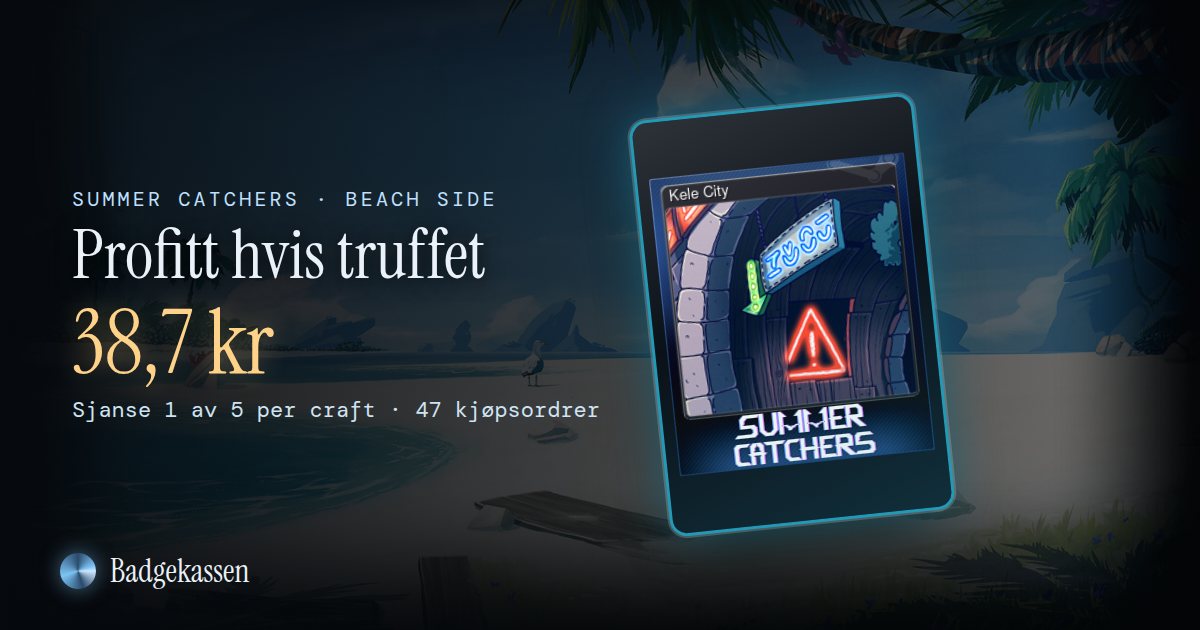 SUMMER CATCHERS · BEACH SIDE
Profitt hvis truffet
38,7 kr
Sjanse 1 av 5 per craft · 47 kjøpsordrer
Kele City
SUMMER
CATCHERS
Badgekassen